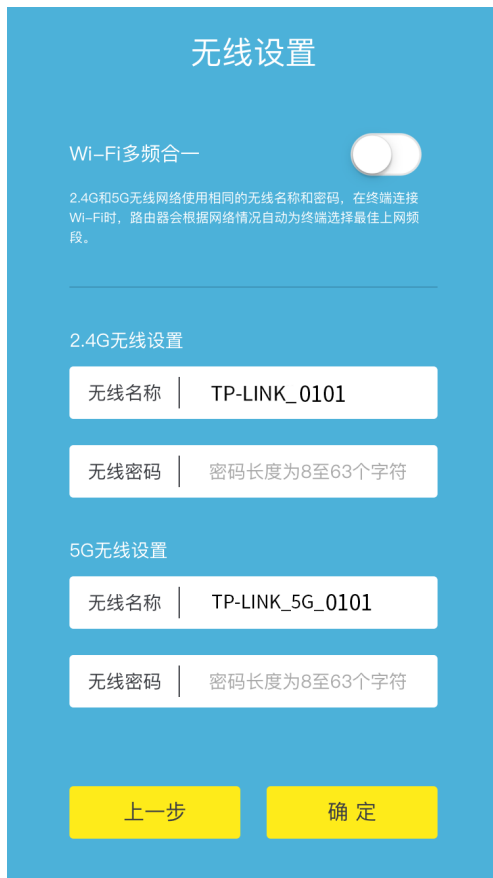 无线设置
Wi-Fi多频合一
2.4G和5G无线网络使用相同的无线名称和密码，在终端连接
Wi-Fi时，路由器会根据网络情况自动为终端选择最佳上网频
段。
2.4G无线设置
无线名称 TP-LINK_0101
无线密码 密码长度为8至63个字符
5G无线设置
无线名称 TP-LINK_5G_0101
无线密码 密码长度为8至63个字符
上一步 确 定